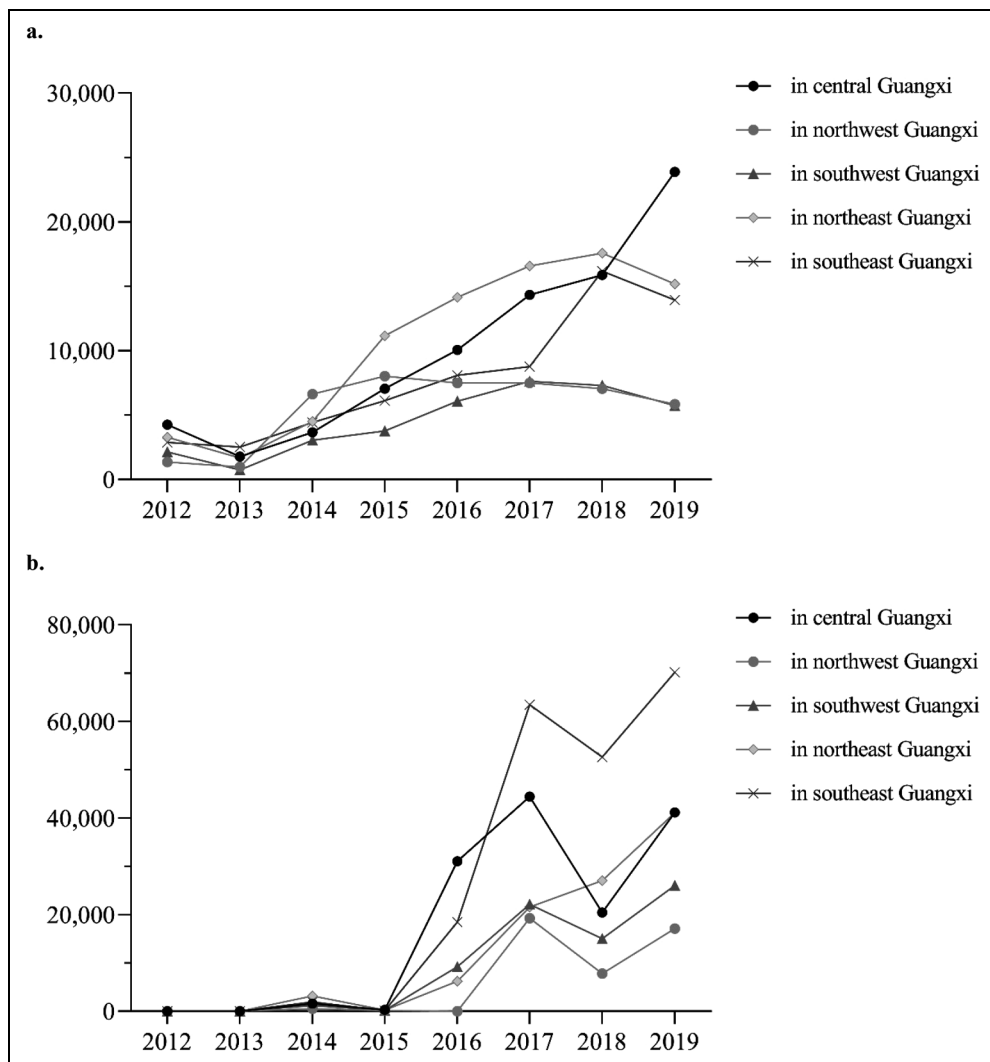 a.
30,000
20,000
10,000
0
2012 2013 2014 2015 2016 2017 2018 2019
in central Guangxi
in northwest Guangxi
in southwest Guangxi
in northeast Guangxi
in southeast Guangxi
b.
80,000
60,000
40,000
20,000
0
2012 2013 2014 2015 2016 2017 2018 2019
in central Guangxi
in northwest Guangxi
in southwest Guangxi
in northeast Guangxi
in southeast Guangxi